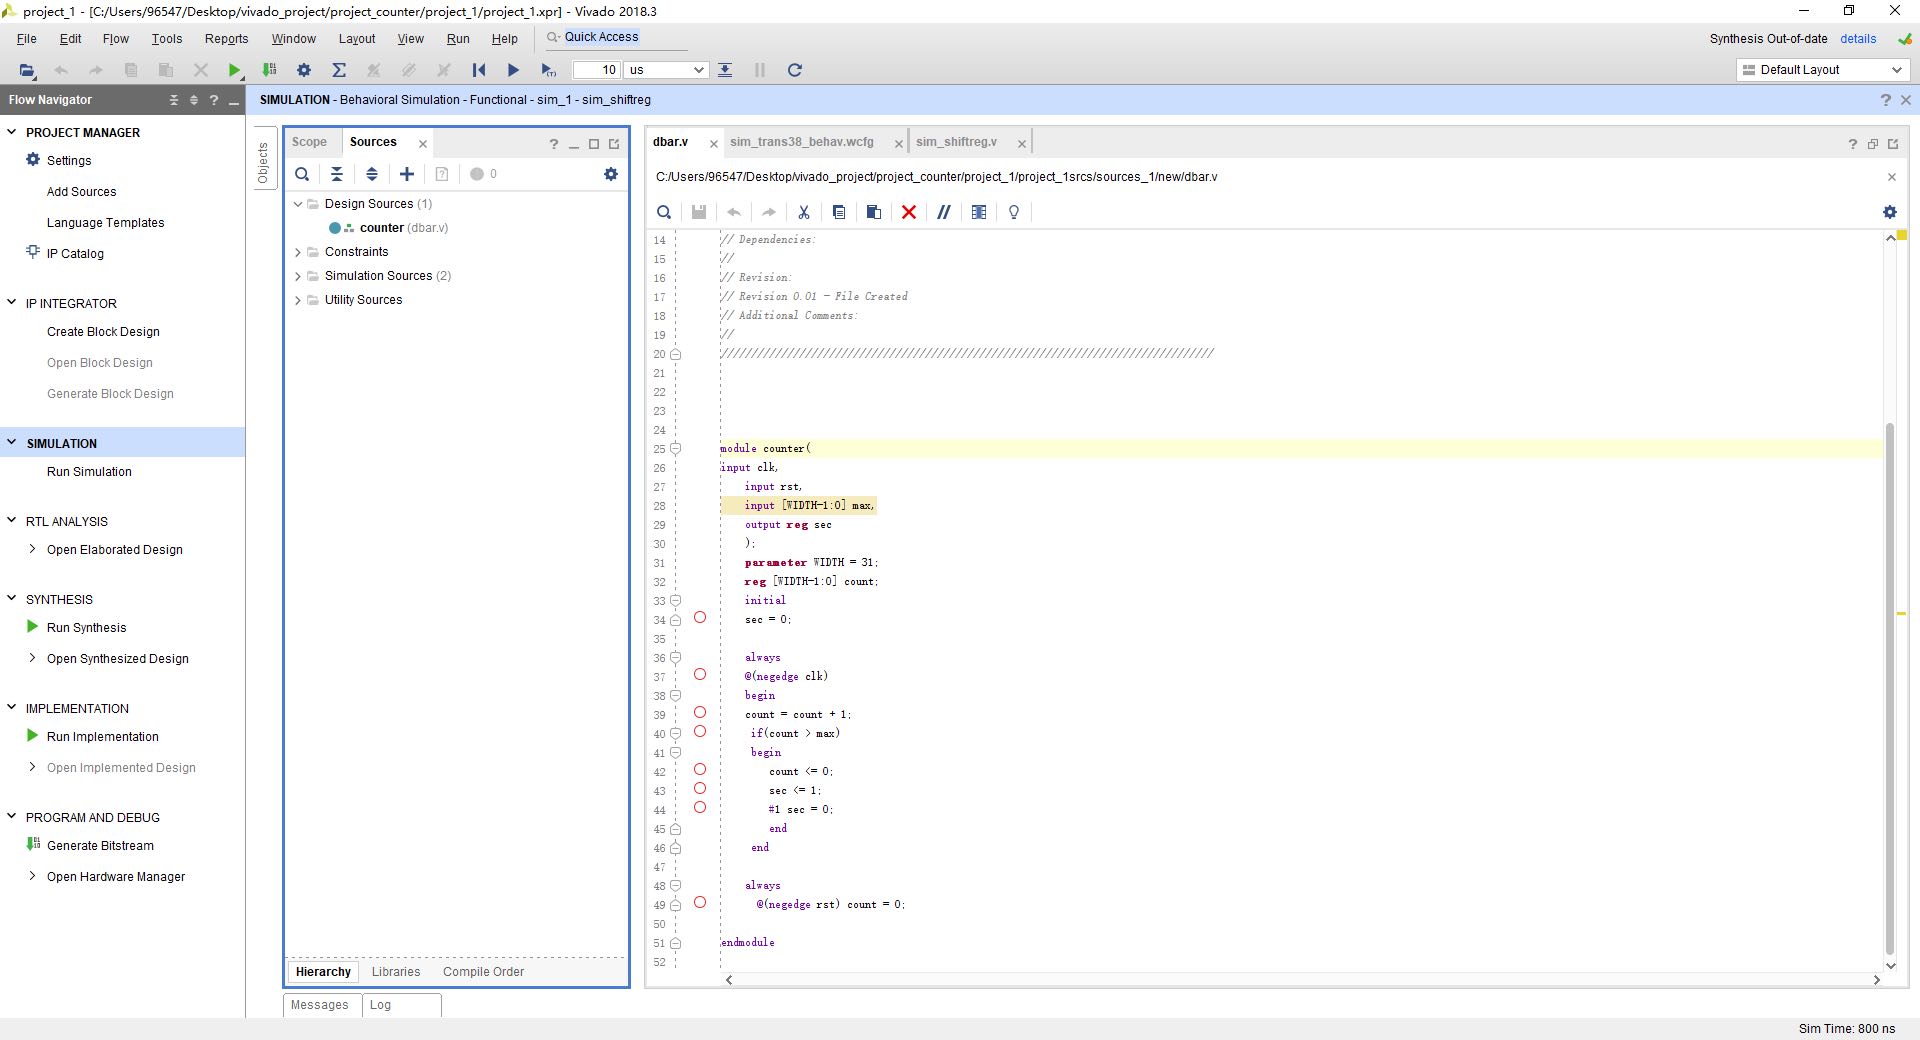 project_1 - [C:/Users/96547/Desktop/vivado_project/project_counter/project_1/project_1.xpr] - Vivado 2018.3
File Edit Flow Tools Reports Window Layout View Run Help Quick Access
Synthesis Out-of-date details
10 us
Default Layout
Flow Navigator
SIMULATION - Behavioral Simulation - Functional - sim_1 - sim_shiftreg
PROJECT MANAGER
Settings
Add Sources
Language Templates
IP Catalog
IP INTEGRATOR
Create Block Design
Open Block Design
Generate Block Design
SIMULATION
Run Simulation
RTL ANALYSIS
Open Elaborated Design
SYNTHESIS
Run Synthesis
Open Synthesized Design
IMPLEMENTATION
Run Implementation
Open Implemented Design
PROGRAM AND DEBUG
Generate Bitstream
Open Hardware Manager
Objects
Scope Sources
0
Design Sources (1)
counter (dbar.v)
Constraints
Simulation Sources (2)
Utility Sources
Hierarchy Libraries Compile Order
Messages Log
dbar.v sim_trans38_behav.wcfg sim_shiftreg.v
C:/Users/96547/Desktop/vivado_project/project_counter/project_1/project_1srcs/sources_1/new/dbar.v
14 // Dependencies:
15 //
16 // Revision:
17 // Revision 0.01 - File Created
18 // Additional Comments:
19 //
20 //////////////////////////////////////////////////////////////////////////////////
21
22
23
24
25 module counter(
26 input clk,
27 input rst,
28 input [WIDTH-1:0] max,
29 output reg sec
30 );
31 parameter WIDTH = 31;
32 reg [WIDTH-1:0] count;
33 initial
34 sec = 0;
35
36 always
37 @(negedge clk)
38 begin
39 count = count + 1;
40 if(count > max)
41 begin
42 count <= 0;
43 sec <= 1;
44 #1 sec = 0;
45 end
46 end
47
48 always
49 @(negedge rst) count = 0;
50
51 endmodule
52
Sim Time: 800 ns